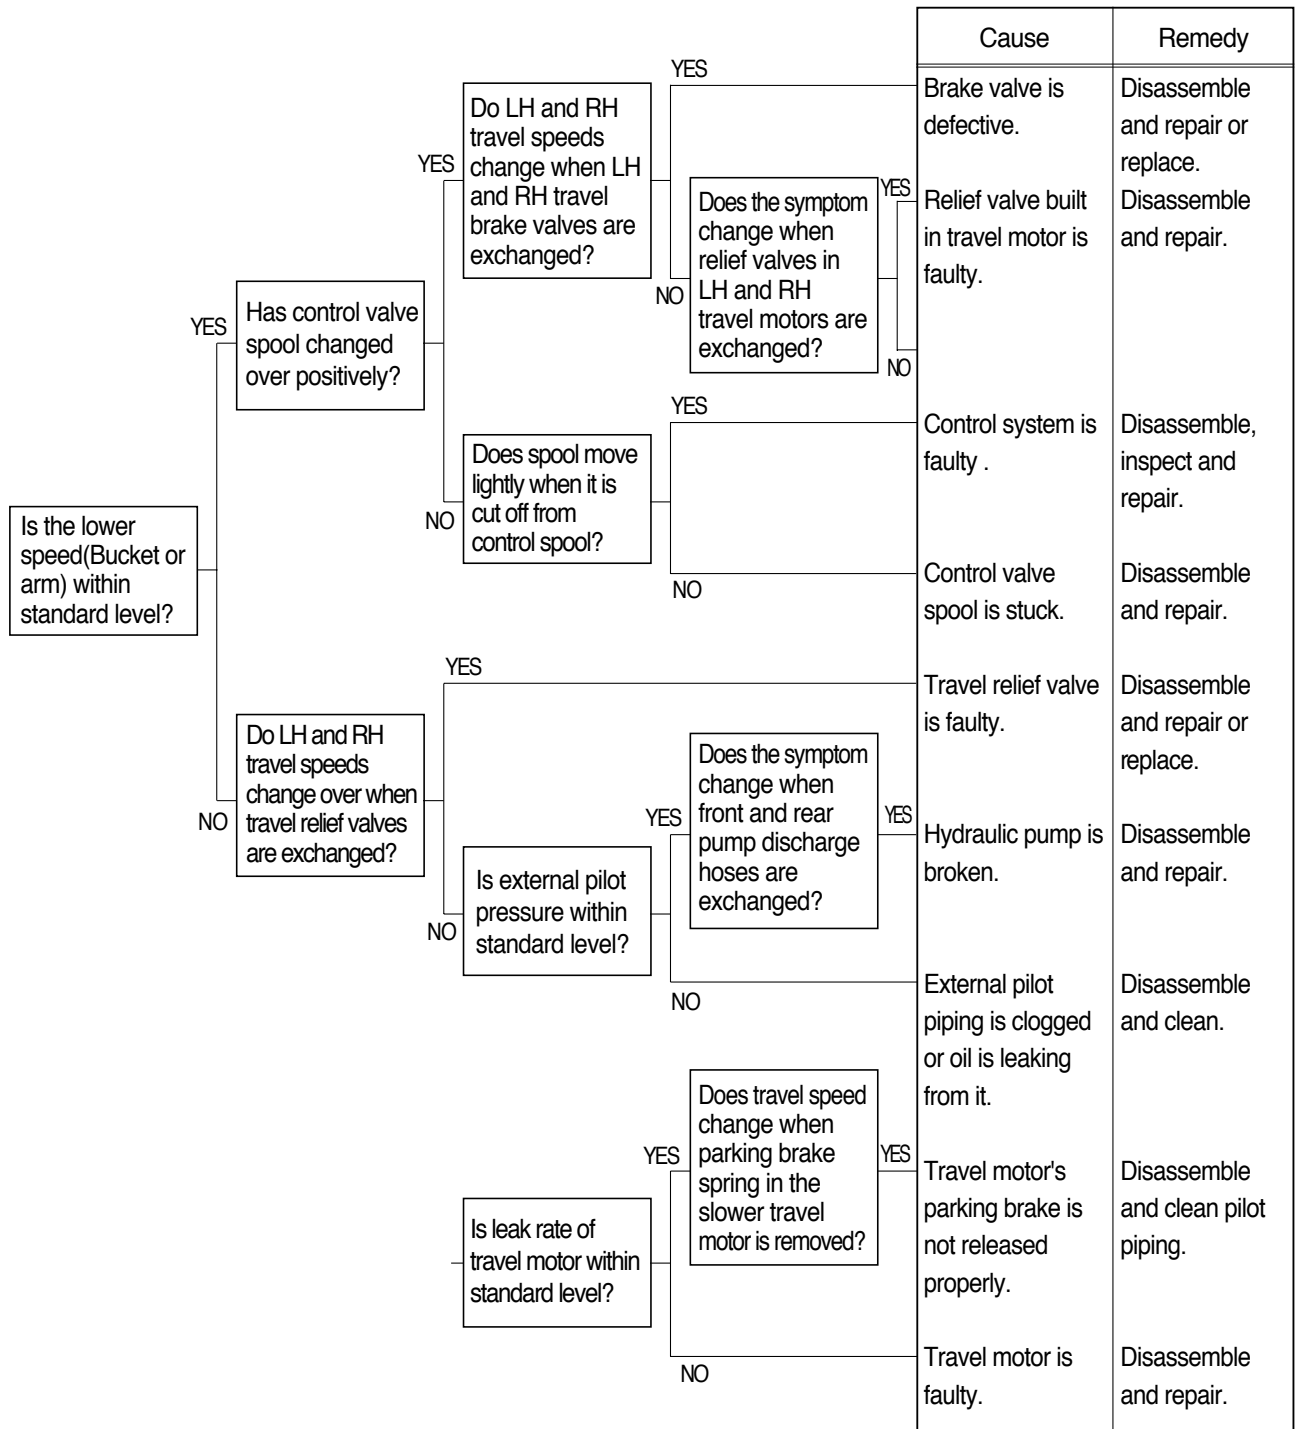 Cause
Remedy
YES
Brake valve is
defective.
Disassemble
and repair or
replace.
Do LH and RH
travel speeds
change when LH
and RH travel
brake valves are
exchanged?
YES
YES
Does the symptom
change when
relief valves in
LH and RH
travel motors are
exchanged?
Relief valve built
in travel motor is
faulty.
Disassemble
and repair.
NO
NO
YES
Has control valve
spool changed
over positively?
YES
Control system is
faulty .
Disassemble,
inspect and
repair.
Does spool move
lightly when it is
cut off from
control spool?
NO
Is the lower
speed(Bucket or
arm) within
standard level?
NO
Control valve
spool is stuck.
Disassemble
and repair.
YES
Travel relief valve
is faulty.
Disassemble
and repair or
replace.
Do LH and RH
travel speeds
change over when
travel relief valves
are exchanged?
NO
Does the symptom
change when
front and rear
pump discharge
hoses are
exchanged?
YES
YES
Hydraulic pump is
broken.
Disassemble
and repair.
Is external pilot
pressure within
standard level?
NO
NO
External pilot
piping is clogged
or oil is leaking
from it.
Disassemble
and clean.
Does travel speed
change when
parking brake
spring in the
slower travel
motor is removed?
YES
YES
Travel motor's
parking brake is
not released
properly.
Disassemble
and clean pilot
piping.
Is leak rate of
travel motor within
standard level?
NO
Travel motor is
faulty.
Disassemble
and repair.